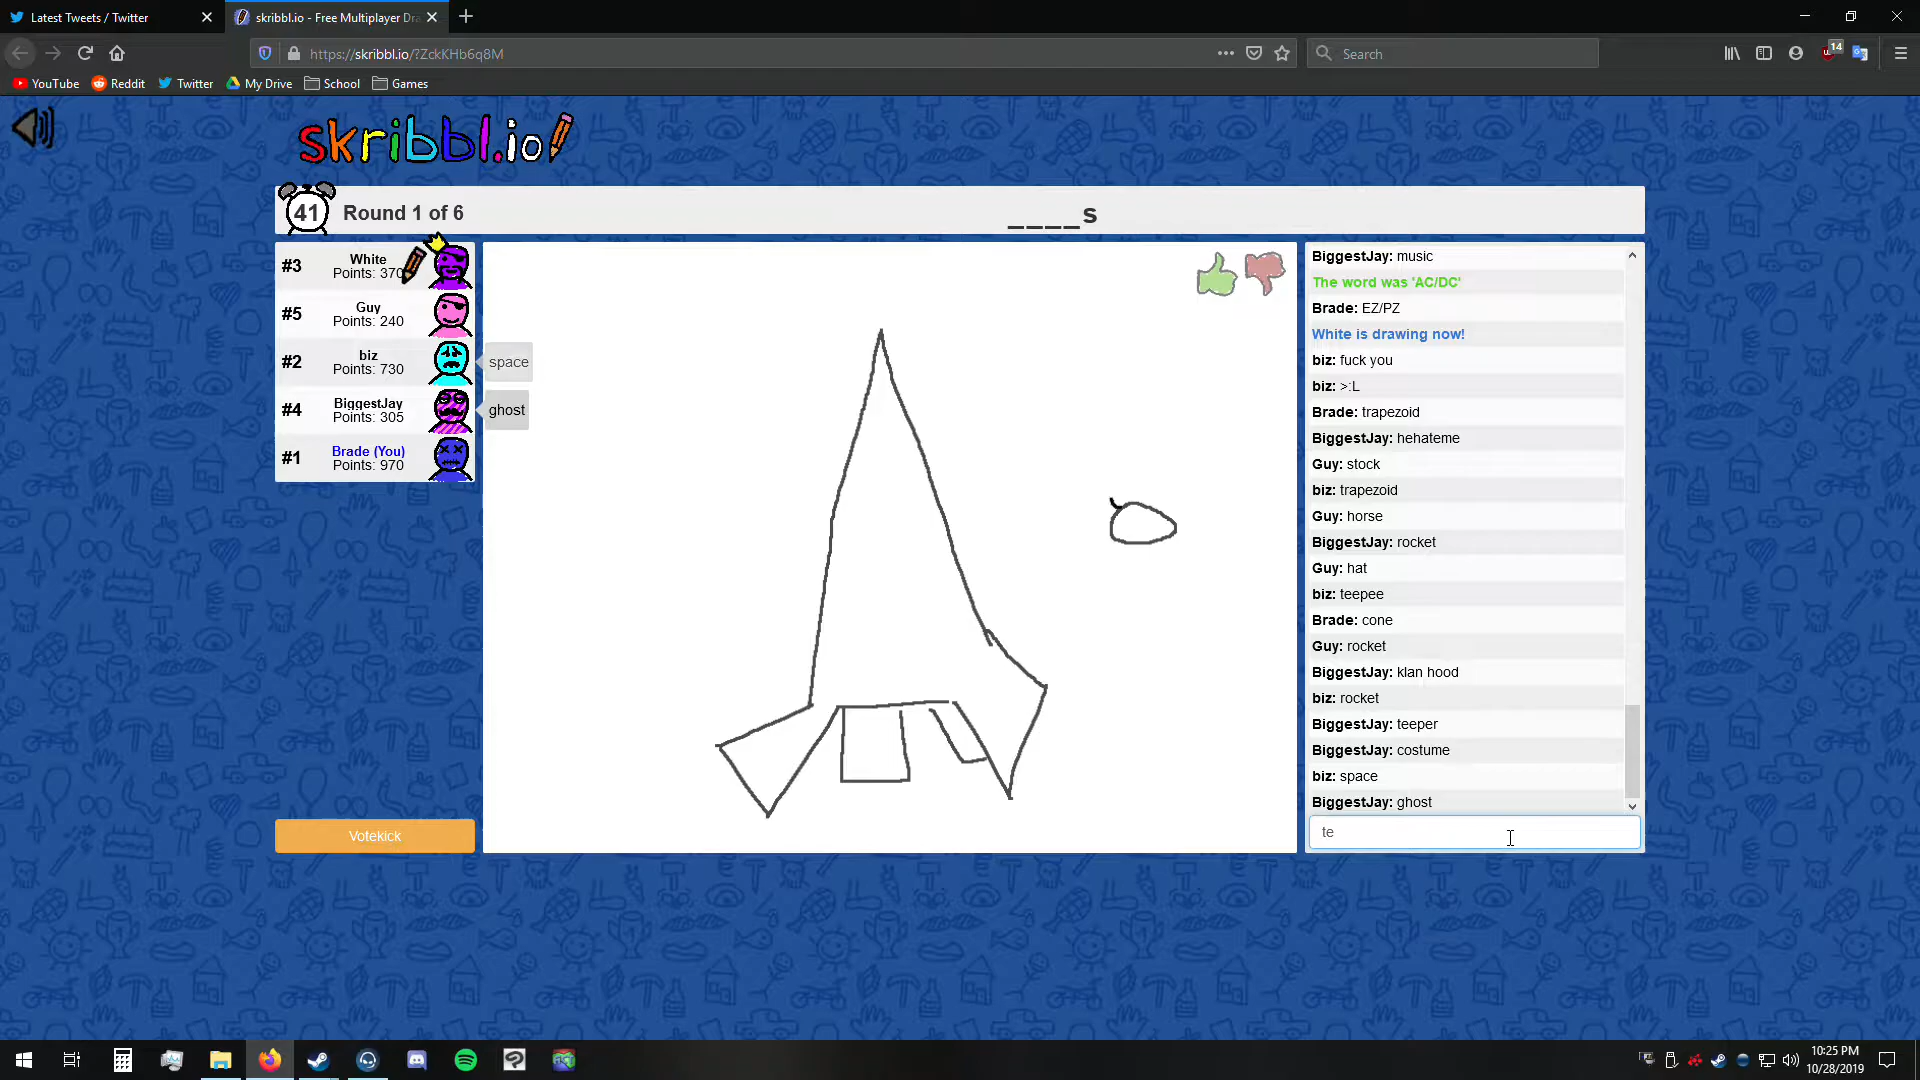 Latest Tweets / Twitter
skribbl.io - Free Multiplayer Dra
https://skribbl.io/?ZckKHb6q8M
Search
14
YouTube
Reddit
Twitter
My Drive
School
Games
skribbl.io
41
Round 1 of 6
____s
#3
White
Points: 370
#5
Guy
Points: 240
#2
biz
Points: 730
space
#4
BiggestJay
Points: 305
ghost
#1
Brade (You)
Points: 970
Votekick
BiggestJay: music
The word was 'AC/DC'
Brade: EZ/PZ
White is drawing now!
biz: fuck you
biz: >:L
Brade: trapezoid
BiggestJay: hehateme
Guy: stock
biz: trapezoid
Guy: horse
BiggestJay: rocket
Guy: hat
biz: teepee
Brade: cone
Guy: rocket
BiggestJay: klan hood
biz: rocket
BiggestJay: teeper
BiggestJay: costume
biz: space
BiggestJay: ghost
te
10:25 PM
10/28/2019